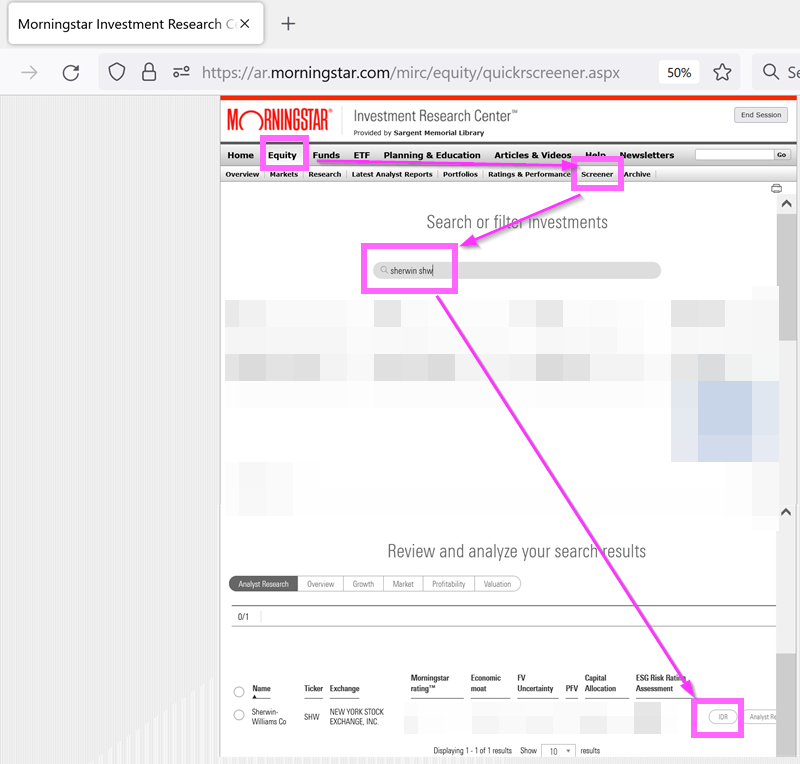 Morningstar Investment Research C
https://ar.morningstar.com/mirc/equity/quickrscreener.aspx
50%
Se
MORNINGSTAR®
Investment Research Center™
Provided by Sargent Memorial Library
End Session
Home Equity Funds ETF Planning & Education Articles & Videos Help Newsletters Go
Overview Markets Research Latest Analyst Reports Portfolios Ratings & Performance Screener Archive
Search or filter investments
sherwin shw
Review and analyze your search results
Analyst Research Overview Growth Market Profitability Valuation
0/1
Name Ticker Exchange Morningstar rating™ Economic moat FV Uncertainty PFV Capital Allocation ESG Risk Rating Assessment
Sherwin-Williams Co SHW NEW YORK STOCK EXCHANGE, INC. IDR Analyst Re
Displaying 1 - 1 of 1 results Show 10 results